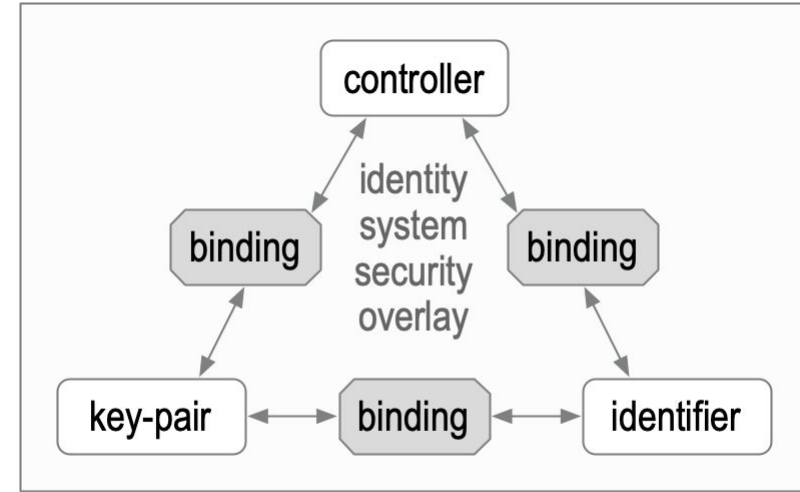 controller
identity
system
security
overlay
binding
binding
key-pair
binding
identifier